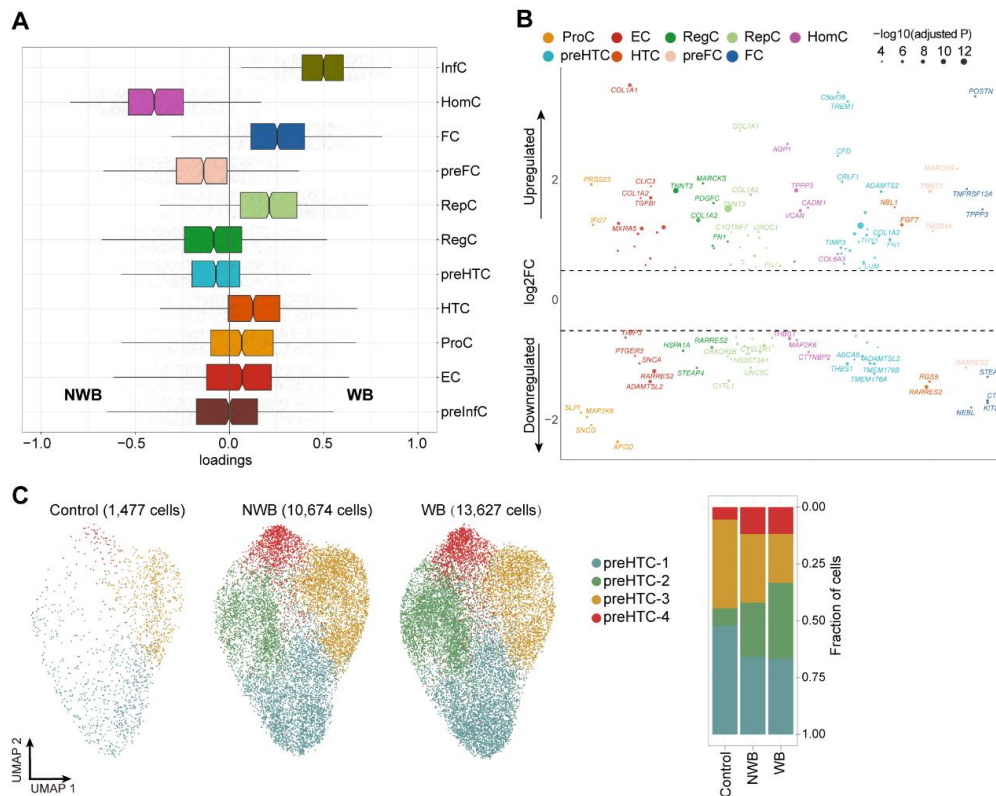 A
InfC
HomC
FC
preFC
RepC
RegC
preHTC
HTC
ProC
EC
preInfC
NWB
WB
−1.0
−0.5
0.0
0.5
1.0
loadings
B
ProC
EC
RegC
RepC
HomC
preHTC
HTC
preFC
FC
−log10(adjusted P)
4 6 8 10 12
Upregulated
log2FC
Downregulated
2
0
−2
COL1A1
C5orf38
TREM1
POSTN
COL1A1
AQP1
CFD
MARCKS
PRSS23
CLIC3
COL1A2
TGFBI
TNNT3
MARCKS
PDGFC
COL1A2
COL1A2
TNNT3
TPPP3
CADM1
VCAN
CRLF1
ADAMTS2
NBL1
TNNT3
TNFRSF12A
TPPP3
IFI27
MXRA5
FN1
C1QTNF7
UROC1
FGF7
TMSB4X
TIMP3
THY1
COL1A2
FN1
COL6A3
LUM
FN1
PTGER3
SNCA
RARRES2
ADAMTSL2
HSPA1A
RARRES2
STEAP4
CYTL1
UNC5C
THBS1
MAP2K6
CTTNBP2
ABCA8
ADAMTSL2
THBS1
TMEM176B
TMEM176A
RGS5
RARRES2
RARRES2
STEA
CT
KIT
NEBL
SLPI
MAP2K6
SNCG
APOD
C
Control (1,477 cells)
NWB (10,674 cells)
WB (13,627 cells)
preHTC-1
preHTC-2
preHTC-3
preHTC-4
UMAP 2
UMAP 1
0.00
0.25
0.50
0.75
1.00
Fraction of cells
Control
NWB
WB